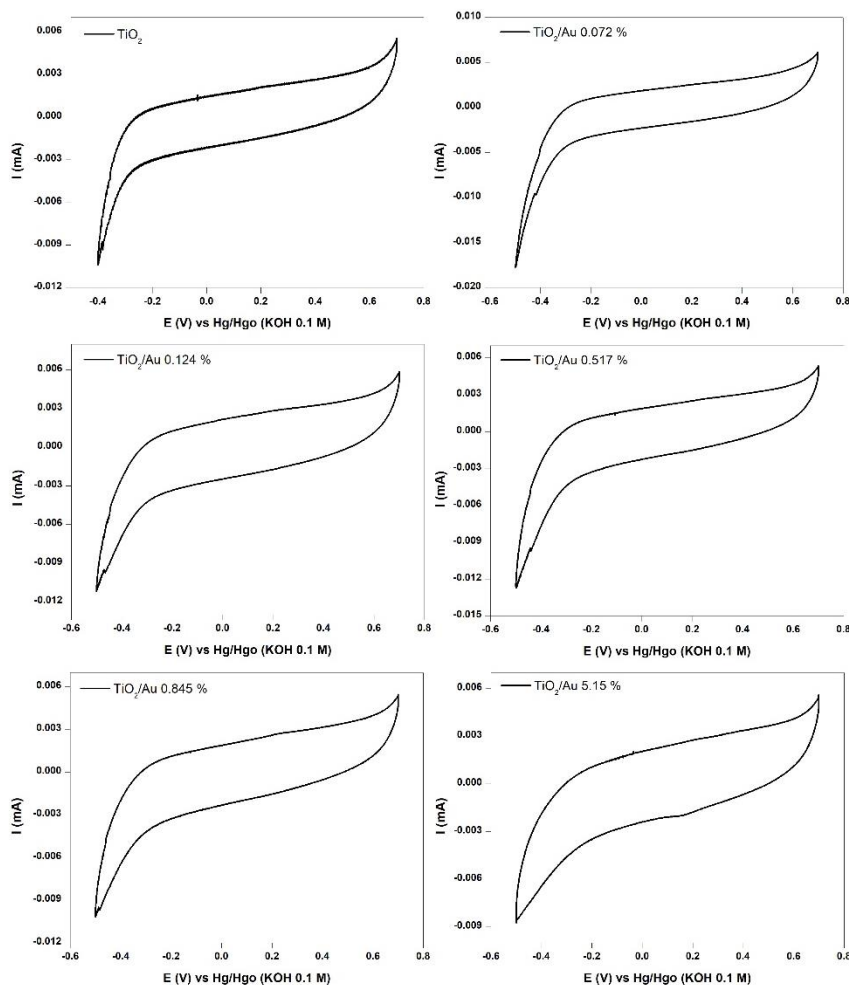 TiO2
0.006
0.003
0.000
-0.003
-0.006
-0.009
-0.012
I (mA)
-0.4 -0.2 0.0 0.2 0.4 0.6 0.8
E (V) vs Hg/Hgo (KOH 0.1 M)
TiO2/Au 0.072 %
0.010
0.005
0.000
-0.005
-0.010
-0.015
-0.020
I (mA)
-0.6 -0.4 -0.2 0.0 0.2 0.4 0.6 0.8
E (V) vs Hg/Hgo (KOH 0.1 M)
TiO2/Au 0.124 %
0.006
0.003
0.000
-0.003
-0.006
-0.009
-0.012
I (mA)
-0.6 -0.4 -0.2 0.0 0.2 0.4 0.6 0.8
E (V) vs Hg/Hgo (KOH 0.1 M)
TiO2/Au 0.517 %
0.006
0.003
0.000
-0.003
-0.006
-0.009
-0.012
-0.015
I (mA)
-0.6 -0.4 -0.2 0.0 0.2 0.4 0.6 0.8
E (V) vs Hg/Hgo (KOH 0.1 M)
TiO2/Au 0.845 %
0.006
0.003
0.000
-0.003
-0.006
-0.009
-0.012
I (mA)
-0.6 -0.4 -0.2 0.0 0.2 0.4 0.6 0.8
E (V) vs Hg/Hgo (KOH 0.1 M)
TiO2/Au 5.15 %
0.006
0.003
0.000
-0.003
-0.006
-0.009
I (mA)
-0.6 -0.4 -0.2 0.0 0.2 0.4 0.6 0.8
E (V) vs Hg/Hgo (KOH 0.1 M)